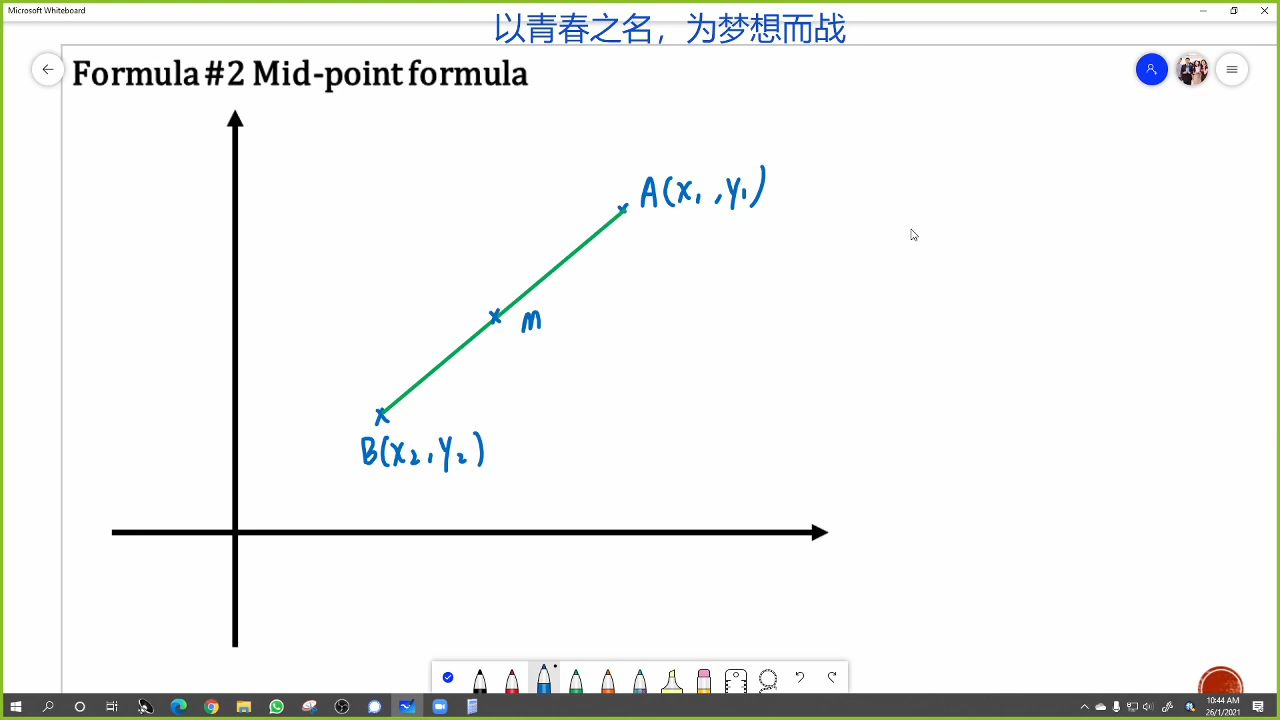 Microsoft Whiteboard
以青春之名，为梦想而战
Formula #2 Mid-point formula
A(x₁, y₁)
m
B(x₂, y₂)
10:44 AM
26/1/2021